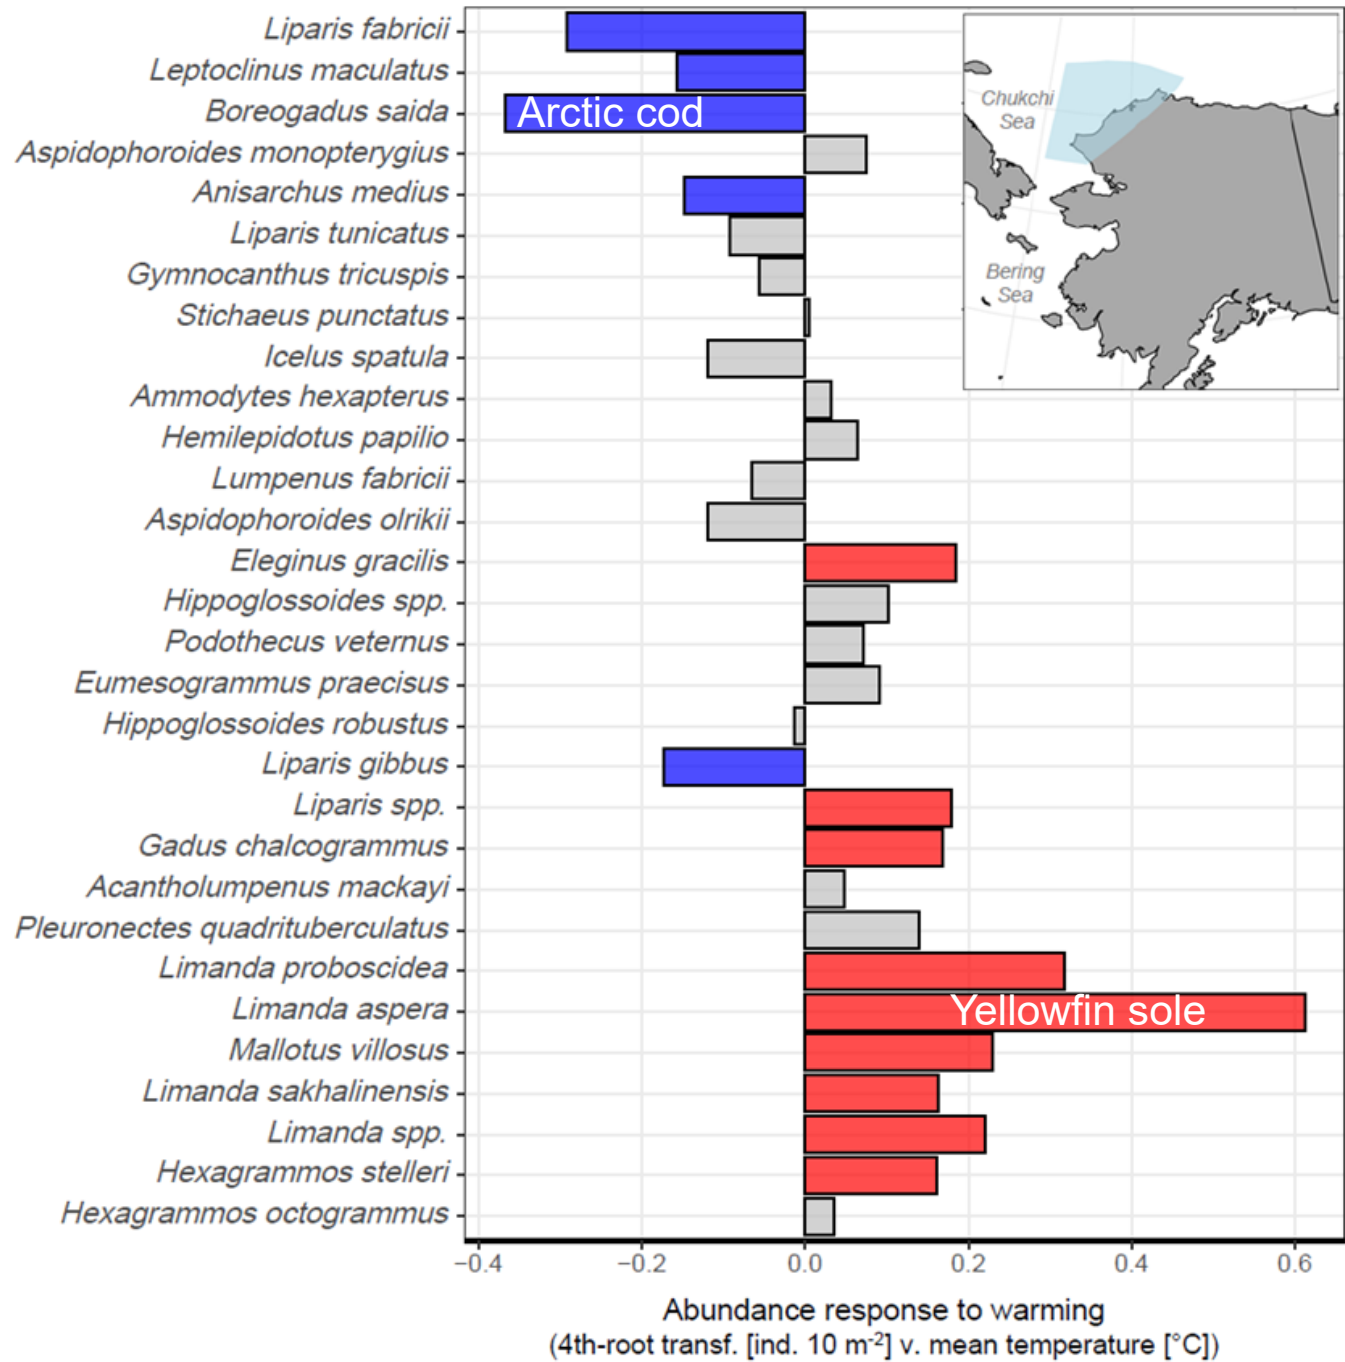 Liparis fabricii
Leptoclinus maculatus
Boreogadus saida
Arctic cod
Aspidophoroides monopterygius
Anisarchus medius
Liparis tunicatus
Gymnocanthus tricuspis
Stichaeus punctatus
Icelus spatula
Ammodytes hexapterus
Hemilepidotus papilio
Lumpenus fabricii
Aspidophoroides olrikii
Eleginus gracilis
Hippoglossoides spp.
Podothecus veternus
Eumesogrammus praecisus
Hippoglossoides robustus
Liparis gibbus
Liparis spp.
Gadus chalcogrammus
Acantholumpenus mackayi
Pleuronectes quadrituberculatus
Limanda proboscidea
Limanda aspera
Yellowfin sole
Mallotus villosus
Limanda sakhalinensis
Limanda spp.
Hexagrammos stelleri
Hexagrammos octogrammus
Chukchi
Sea
Bering
Sea
−0.4 −0.2 0.0 0.2 0.4 0.6
Abundance response to warming
(4th-root transf. [ind. 10 m⁻²] v. mean temperature [°C])